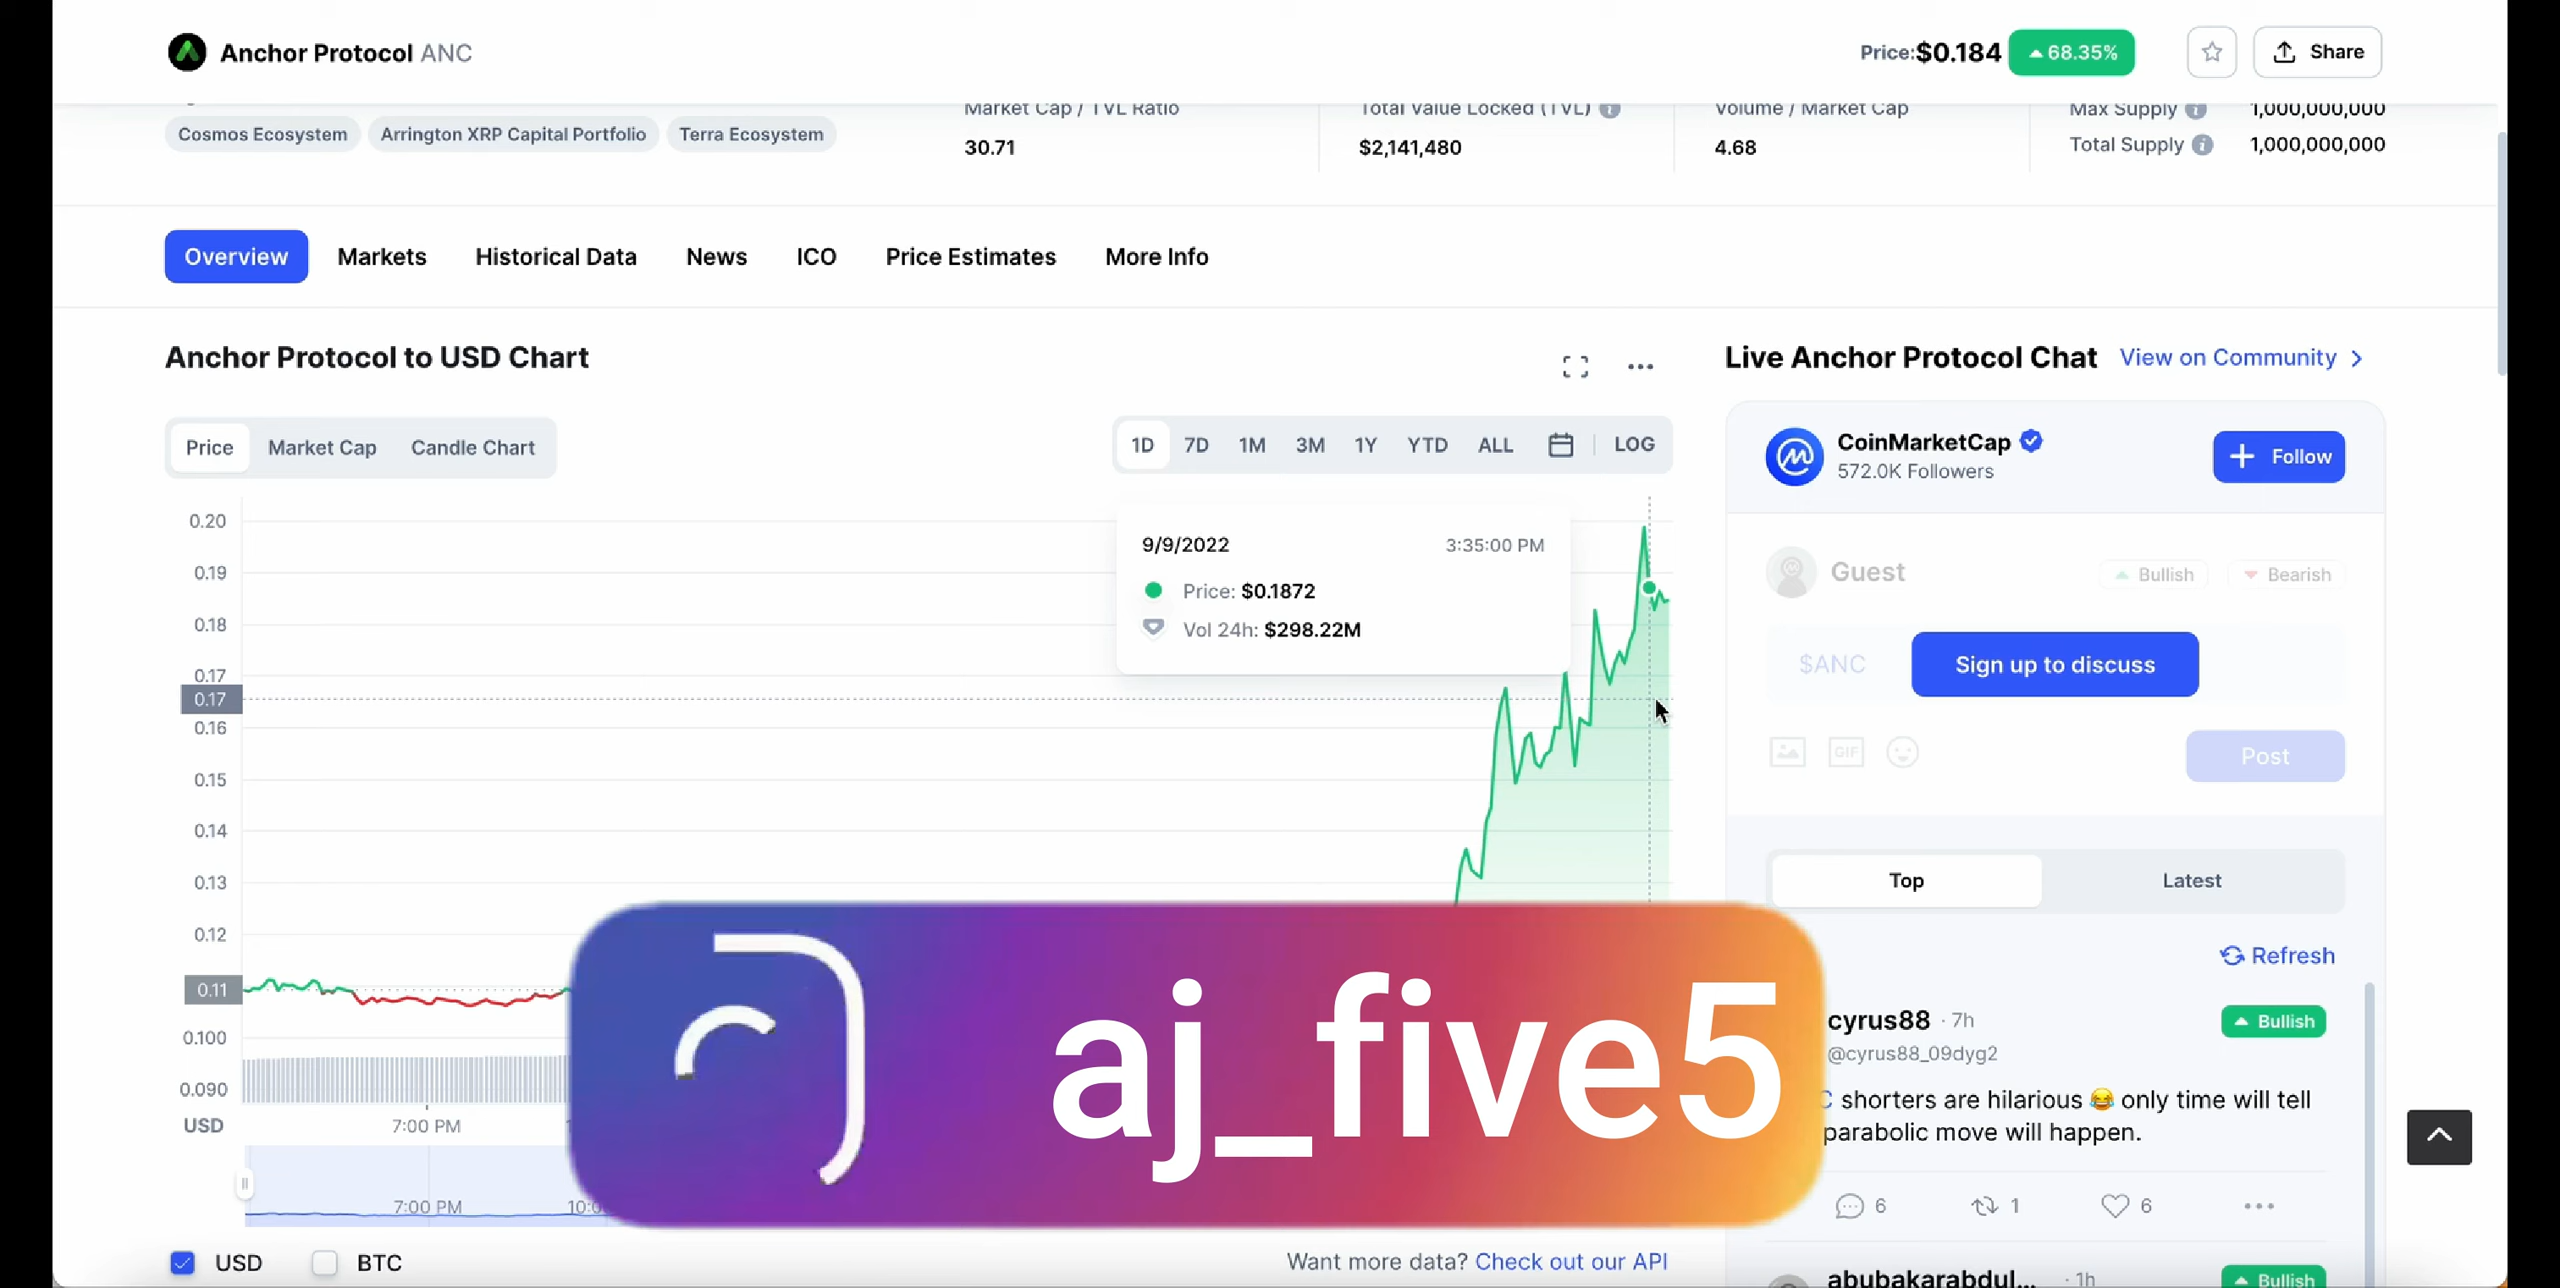 Anchor Protocol ANC
Price:$0.184 68.35%
Share
Cosmos Ecosystem
Arrington XRP Capital Portfolio
Terra Ecosystem
Market Cap / TVL Ratio
30.71
Total Value Locked (TVL)
$2,141,480
Volume / Market Cap
4.68
Max Supply 1,000,000,000
Total Supply 1,000,000,000
Overview Markets Historical Data News ICO Price Estimates More Info
Anchor Protocol to USD Chart
Price Market Cap Candle Chart
1D 7D 1M 3M 1Y YTD ALL LOG
9/9/2022 3:35:00 PM
Price: $0.1872
Vol 24h: $298.22M
0.20
0.19
0.18
0.17
0.17
0.16
0.15
0.14
0.13
0.12
0.11
0.100
0.090
USD
7:00 PM
7:00 PM
aj_five5
USD BTC
Want more data? Check out our API
Live Anchor Protocol Chat View on Community
CoinMarketCap
572.0K Followers
Follow
Guest
Bullish
Bearish
$ANC
Sign up to discuss
GIF
Post
Top Latest
Refresh
cyrus88 · 7h
Bullish
@cyrus88_09dyg2
C shorters are hilarious 😂 only time will tell
parabolic move will happen.
6 1 6
abubakarabdul... · 1h
Bullish